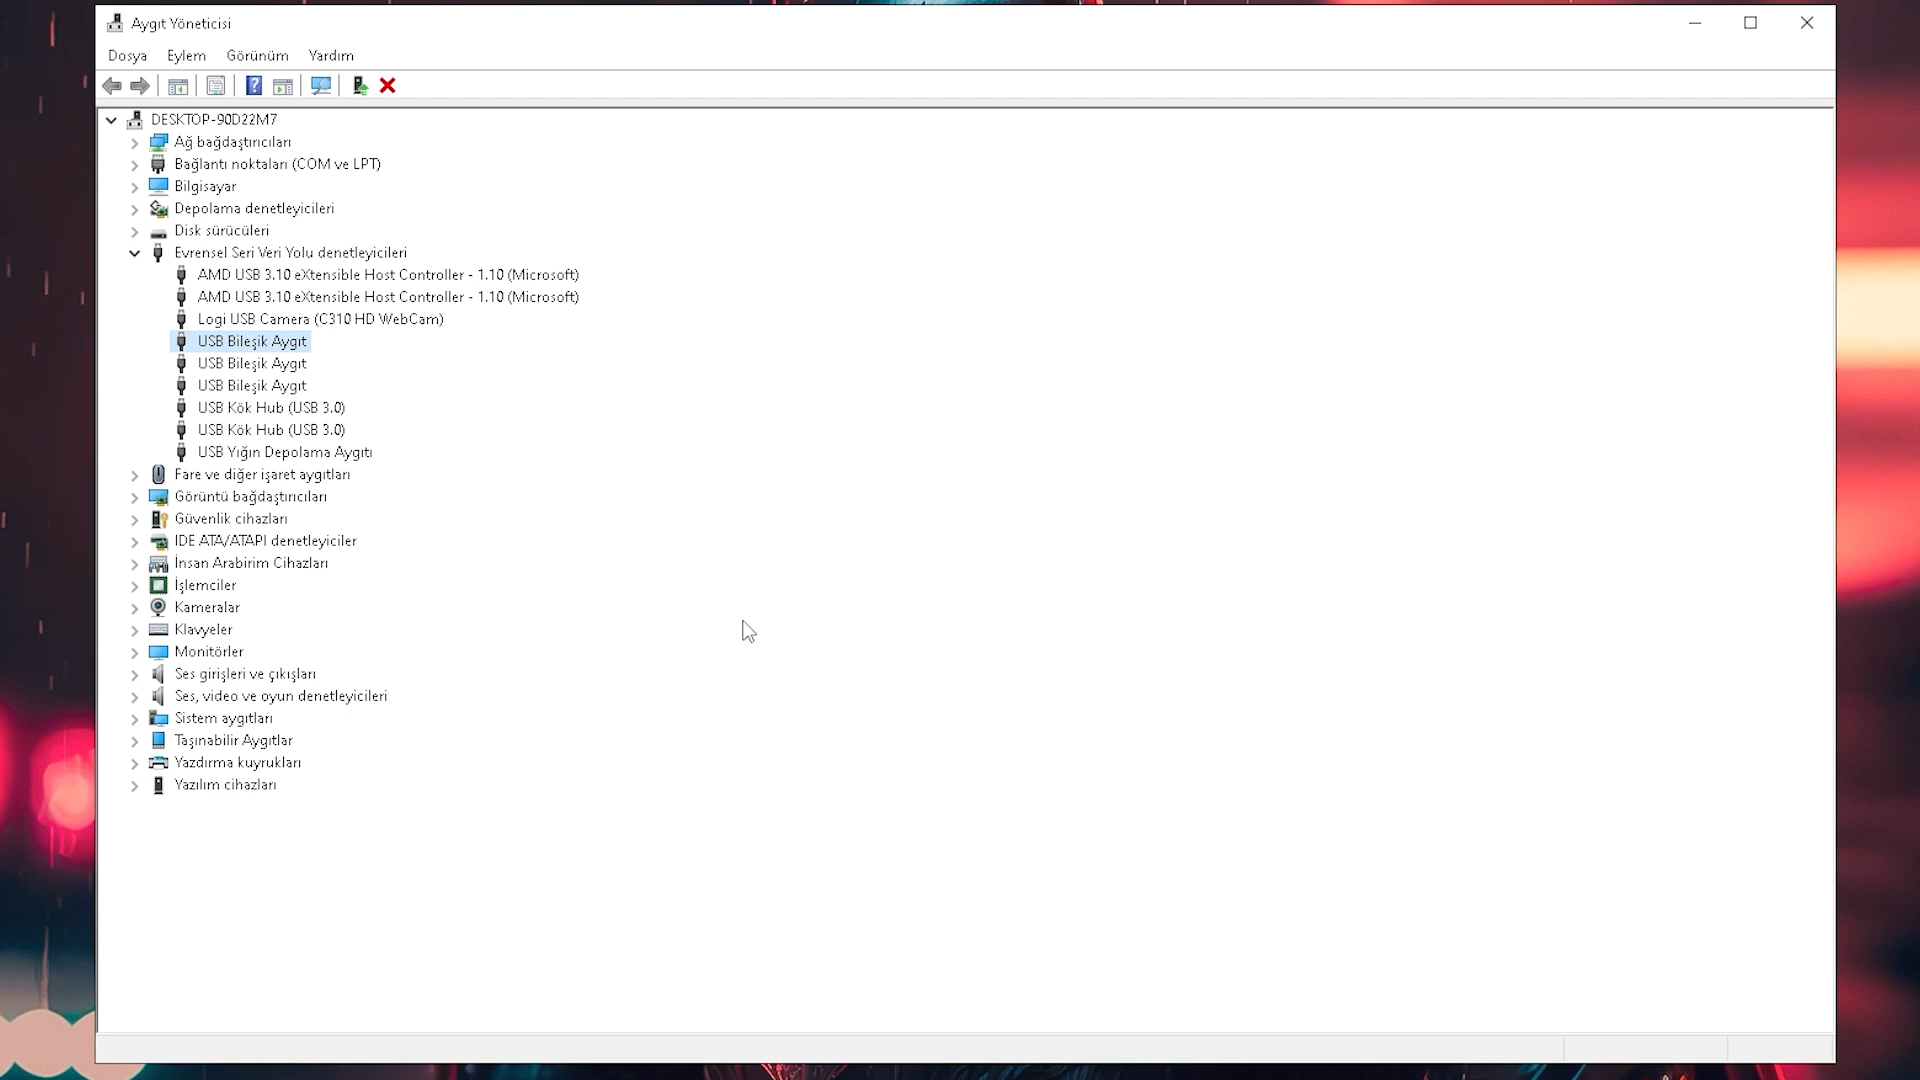 Aygıt Yöneticisi
Dosya Eylem Görünüm Yardım
DESKTOP-90D22M7
Ağ bağdaştırıcıları
Bağlantı noktaları (COM ve LPT)
Bilgisayar
Depolama denetleyicileri
Disk sürücüleri
Evrensel Seri Veri Yolu denetleyicileri
AMD USB 3.10 eXtensible Host Controller - 1.10 (Microsoft)
AMD USB 3.10 eXtensible Host Controller - 1.10 (Microsoft)
Logi USB Camera (C310 HD WebCam)
USB Bileşik Aygıt
USB Bileşik Aygıt
USB Bileşik Aygıt
USB Kök Hub (USB 3.0)
USB Kök Hub (USB 3.0)
USB Yığın Depolama Aygıtı
Fare ve diğer işaret aygıtları
Görüntü bağdaştırıcıları
Güvenlik cihazları
IDE ATA/ATAPI denetleyiciler
İnsan Arabirim Cihazları
İşlemciler
Kameralar
Klavyeler
Monitörler
Ses girişleri ve çıkışları
Ses, video ve oyun denetleyicileri
Sistem aygıtları
Taşınabilir Aygıtlar
Yazdırma kuyrukları
Yazılım cihazları